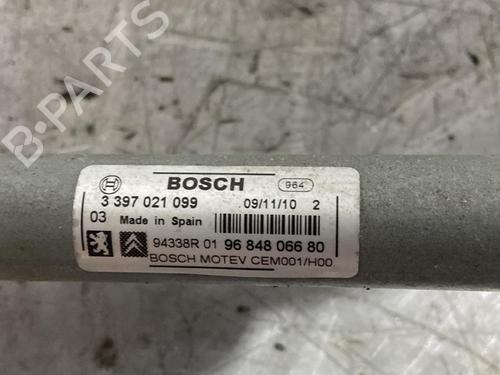 B-PARTS
BOSCH 964
3 397 021 099 09/11/10 2
03 Made in Spain
94338R 01 96 848 066 80
BOSCH MOTEV CEM001/H00